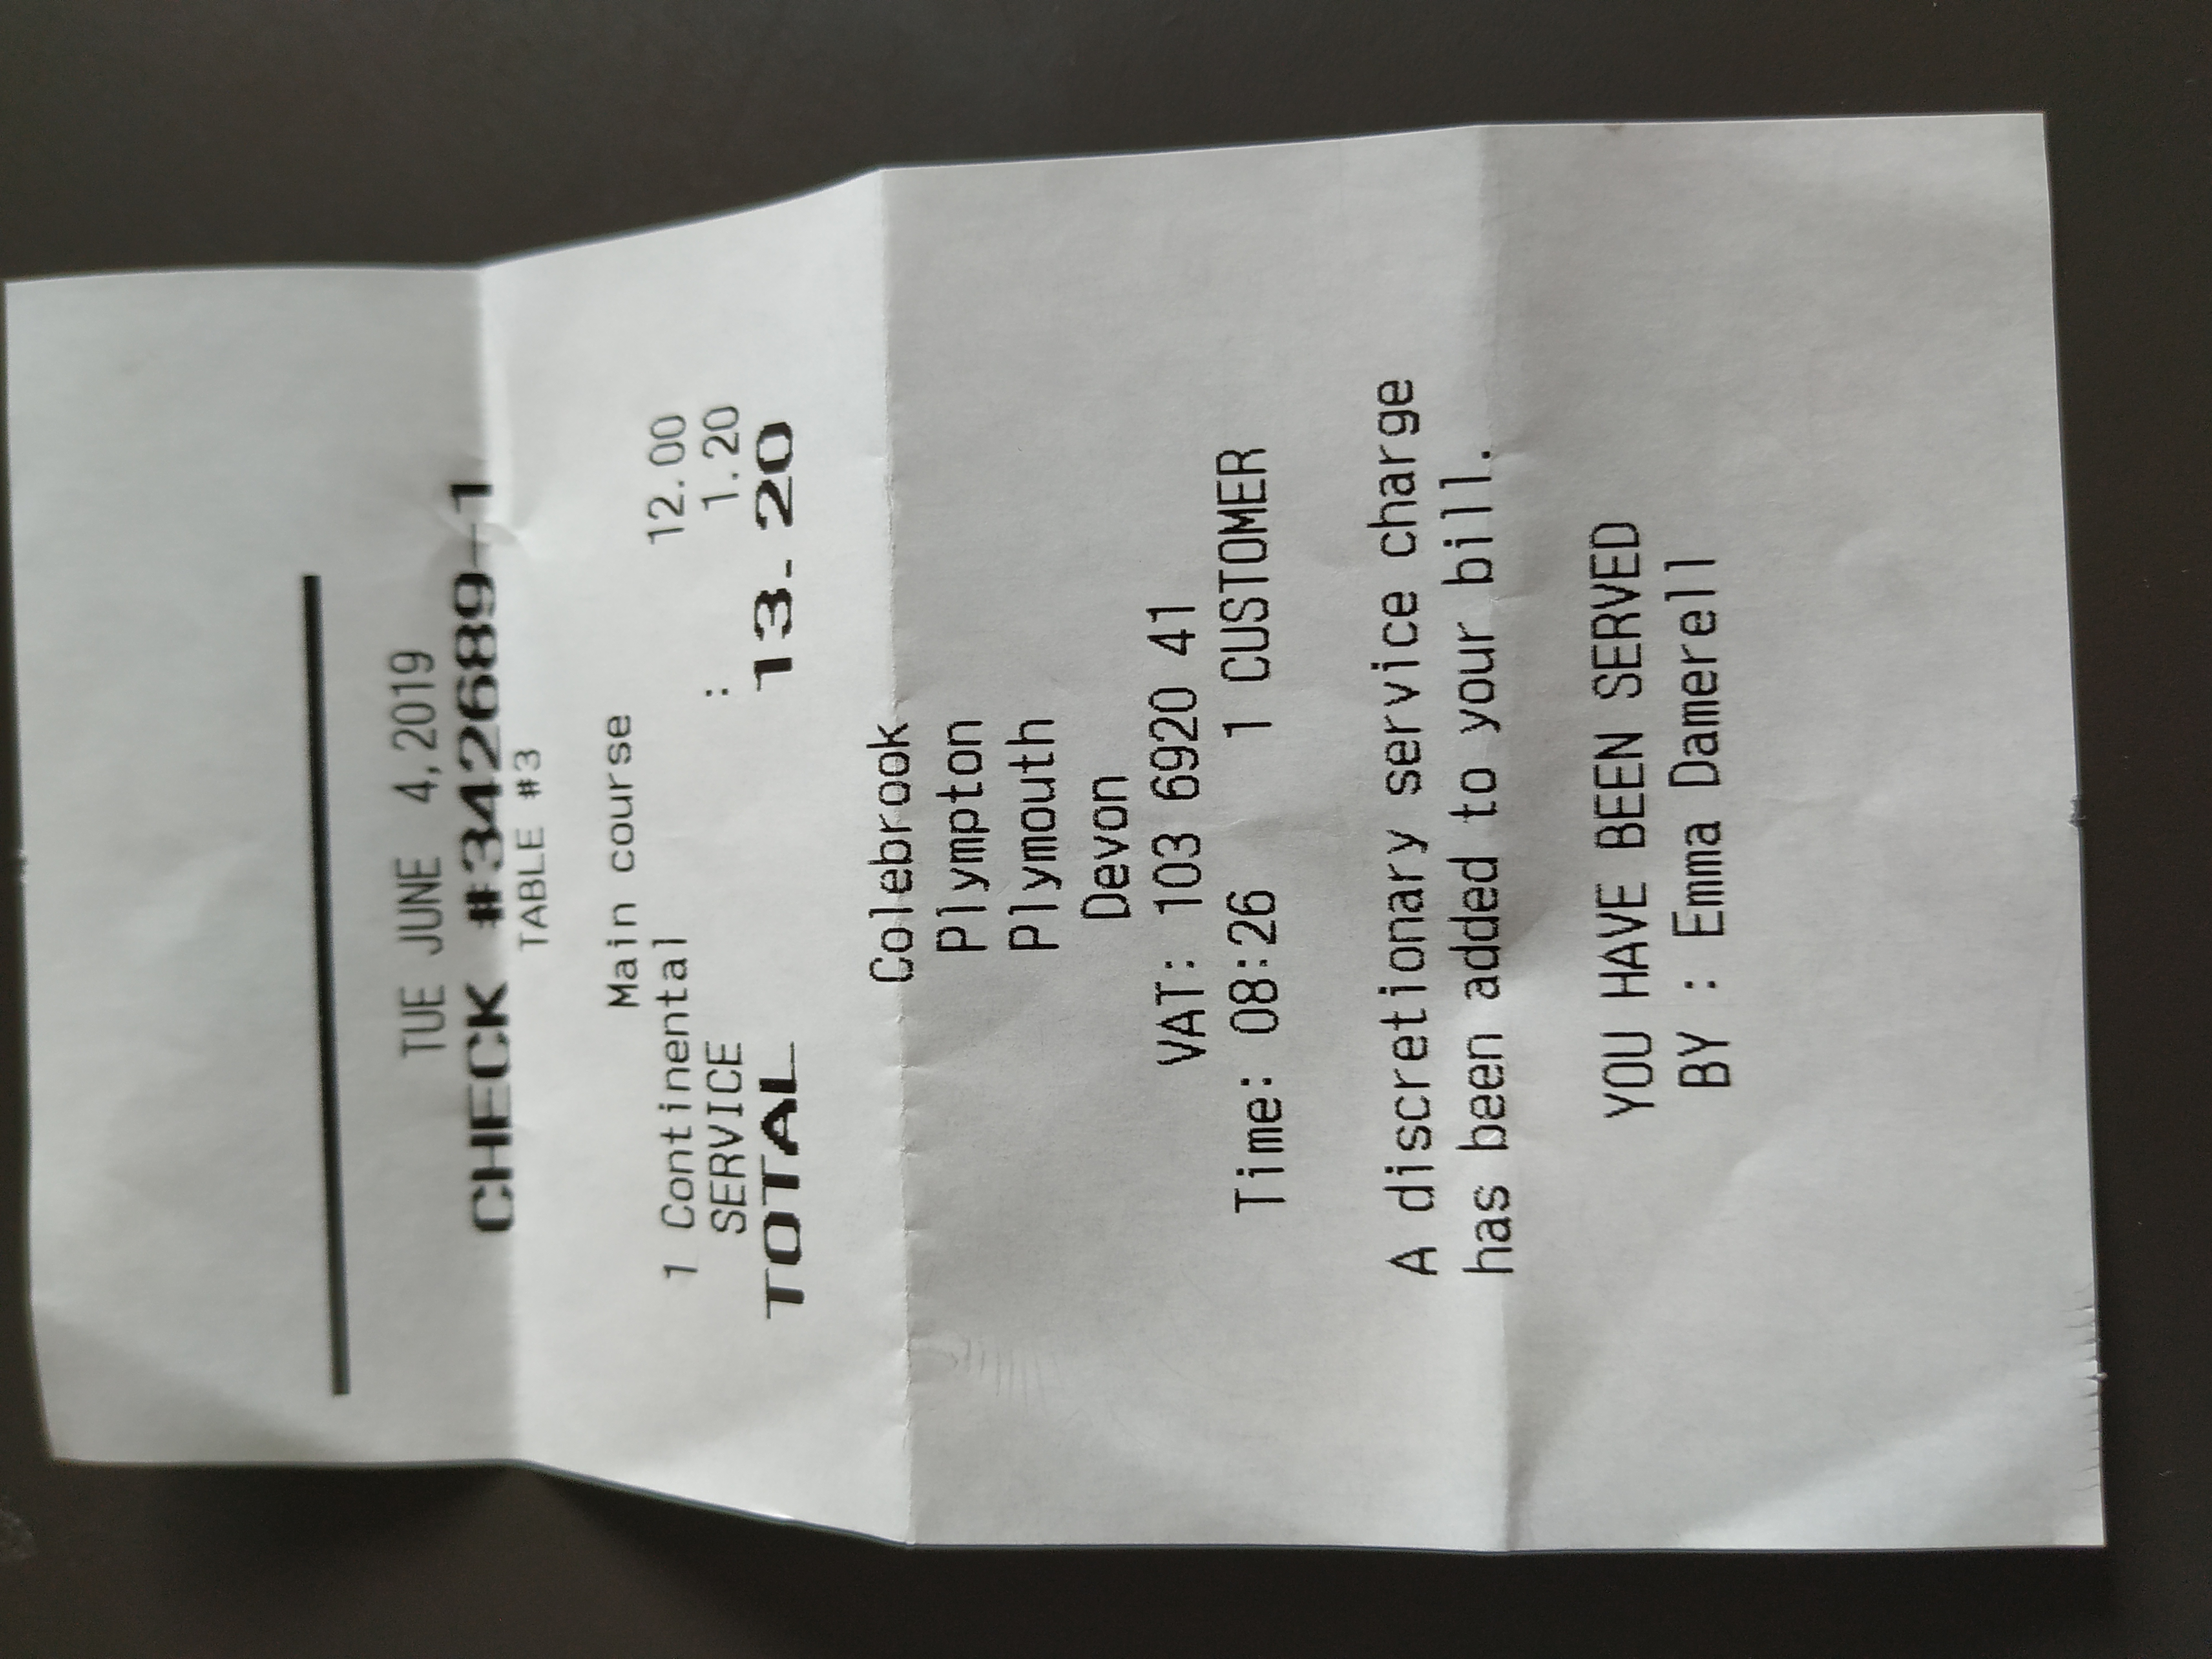 TUE JUNE 4,2019
CHECK #342689-1
TABLE #3
Main course
1 Continental 12.00
SERVICE : 1.20
TOTAL 13.20
Colebrook
Plympton
Plymouth
Devon
VAT: 103 6920 41
Time: 08:26 1 CUSTOMER
A discretionary service charge
has been added to your bill.
YOU HAVE BEEN SERVED
BY : Emma Damerell